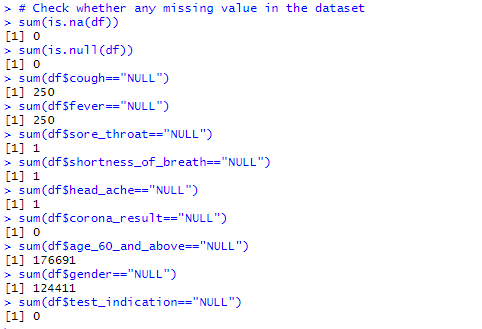 > # Check whether any missing value in the dataset
> sum(is.na(df))
[1] 0
> sum(is.null(df))
[1] 0
> sum(df$cough=="NULL")
[1] 250
> sum(df$fever=="NULL")
[1] 250
> sum(df$sore_throat=="NULL")
[1] 1
> sum(df$shortness_of_breath=="NULL")
[1] 1
> sum(df$head_ache=="NULL")
[1] 1
> sum(df$corona_result=="NULL")
[1] 0
> sum(df$age_60_and_above=="NULL")
[1] 176691
> sum(df$gender=="NULL")
[1] 124411
> sum(df$test_indication=="NULL")
[1] 0